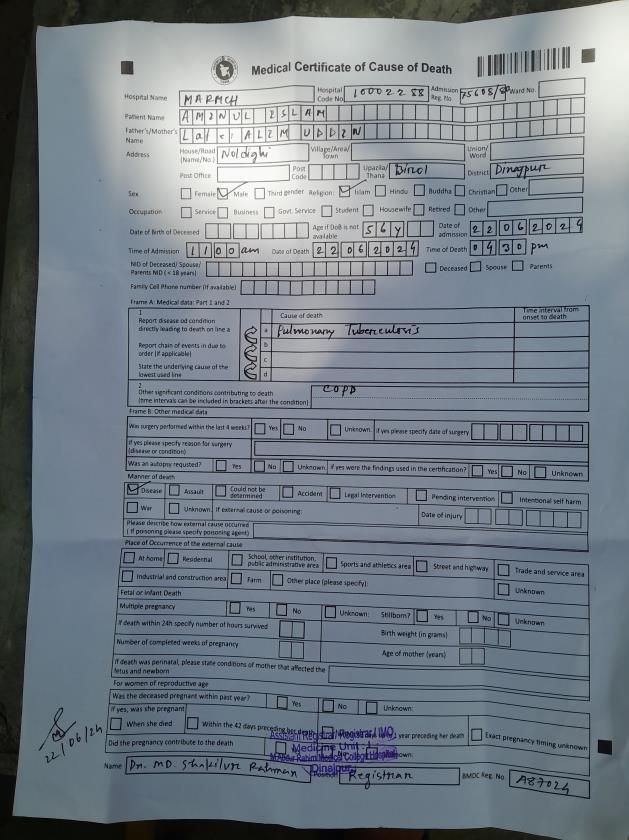 Medical Certificate of Cause of Death
Hospital Name MARMCH Hospital Code No. 10002258 Admission Reg. No. 75605/50 Ward No.
Patient Name AMINUL ISLAM
Father's/Mother's Name Late: ALIM UDDIN
Address House/Road (Name/No.) Noldighi Village/Area/Town Union/Word
Post Office Post Code Upazila/Thana Birol District Dinajpur
Sex Female Male Third gender Religion: Islam Hindu Buddha Christian Other
Occupation Service Business Govt. Service Student Housewife Retired Other
Date of Birth of Deceased Age if DoB is not available 56y Date of admission 22062024
Time of Admission 1100 am Date of Death 22062024 Time of Death 0430 pm
NID of Deceased/ Spouse/ Parents NID (< 18 years) Deceased Spouse Parents
Family Cell Phone number (if available)
Frame A: Medical data: Part 1 and 2
1 Cause of death Time interval from onset to death
Report disease od condition directly leading to death on line a a Pulmonary Tuberculosis
Report chain of events in due to order (if applicable) b
c
State the underlying cause of the lowest used line d
2 Other significant conditions contributing to death (time intervals can be included in brackets after the condition) COPD
Frame B: Other medical data
Was surgery performed within the last 4 weeks? Yes No Unknown. If yes please specify date of surgery
If yes please specify reason for surgery (disease or condition)
Was an autopsy requested? Yes No Unknown. If yes were the findings used in the certification? Yes No Unknown
Manner of death
Disease Assault Could not be determined Accident Legal Intervention Pending intervention Intentional self harm
War Unknown. If external cause or poisoning: Date of injury
Please describe how external cause occurred (If poisoning please specify poisoning agent)
Place of Occurrence of the external cause
At home Residential School, other institution, public administrative area Sports and athletics area Street and highway Trade and service area
Industrial and construction area Farm Other place (please specify): Unknown
Fetal or infant Death
Multiple pregnancy Yes No Unknown: Stillborn? Yes No Unknown
If death within 24h specify number of hours survived Birth weight (in grams)
Number of completed weeks of pregnancy Age of mother (years)
If death was perinatal, please state conditions of mother that affected the fetus and newborn
For women of reproductive age
Was the deceased pregnant within past year? Yes No Unknown:
If yes, was she pregnant
When she died Within the 42 days preceding her death year preceding her death Exact pregnancy timing unknown
22/06/24
Assistant Registrar/Registrar/IMO
Did the pregnancy contribute to the death
Medicine Unit
M Abdur Rahim Medical College Hospital
Dinajpur
Name Dr. MD. Shakilur Rahman Registrar BMDC Reg. No. A87024